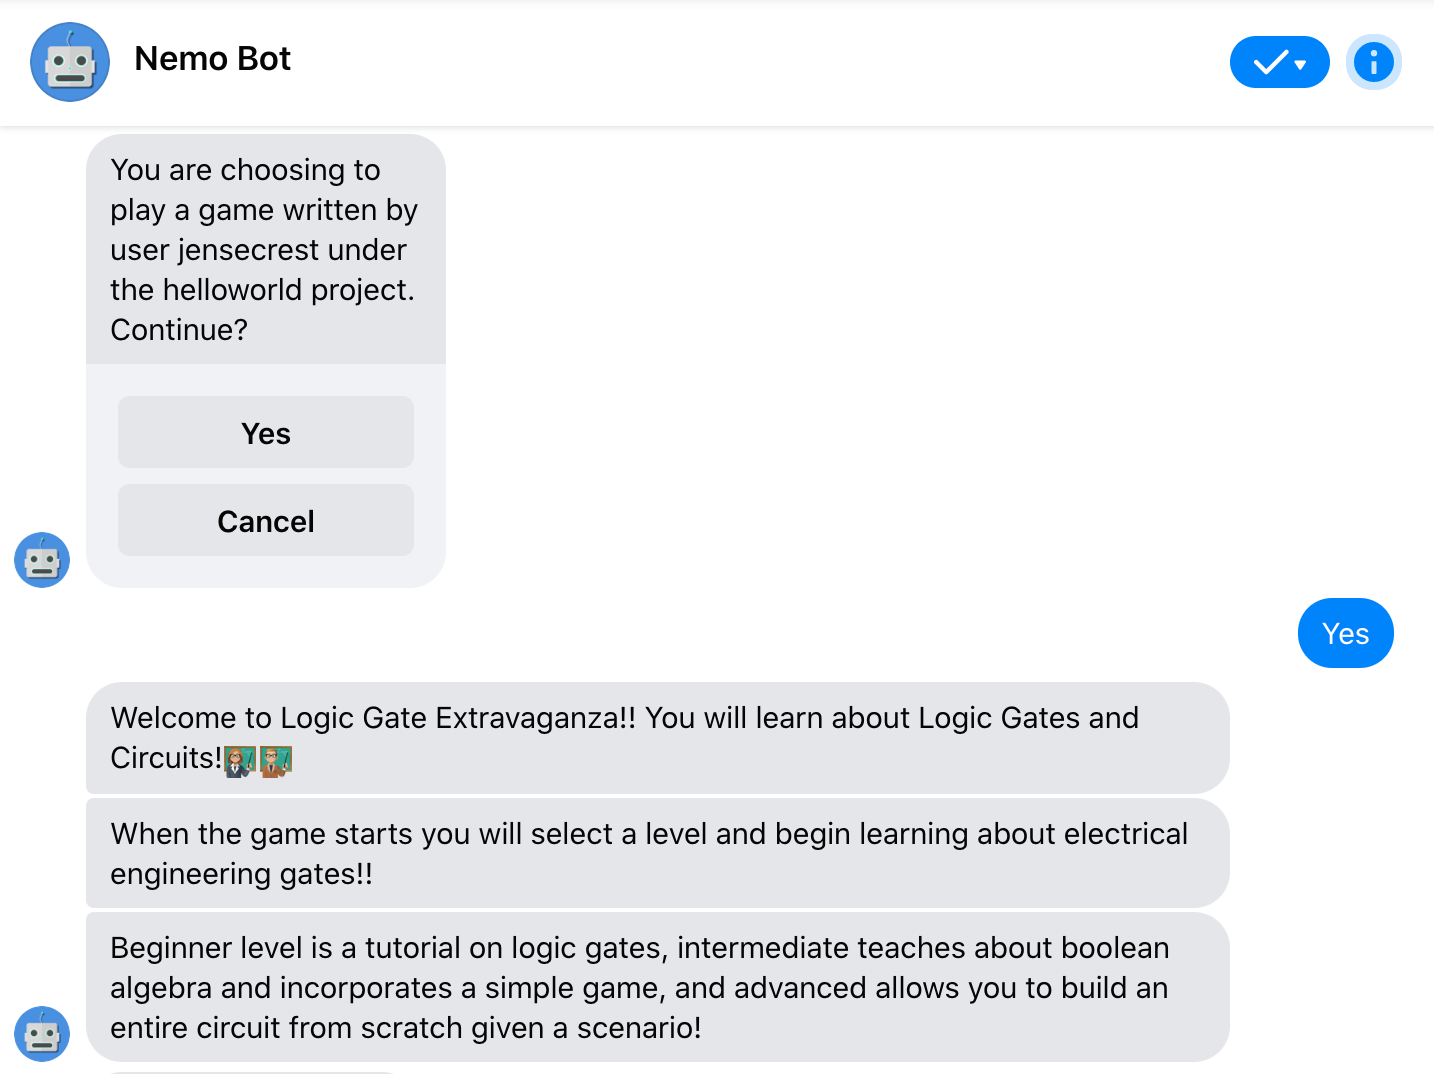 Nemo Bot
You are choosing to
play a game written by
user jensecrest under
the helloworld project.
Continue?
Yes
Cancel
Yes
Welcome to Logic Gate Extravaganza!! You will learn about Logic Gates and
Circuits!
When the game starts you will select a level and begin learning about electrical
engineering gates!!
Beginner level is a tutorial on logic gates, intermediate teaches about boolean
algebra and incorporates a simple game, and advanced allows you to build an
entire circuit from scratch given a scenario!